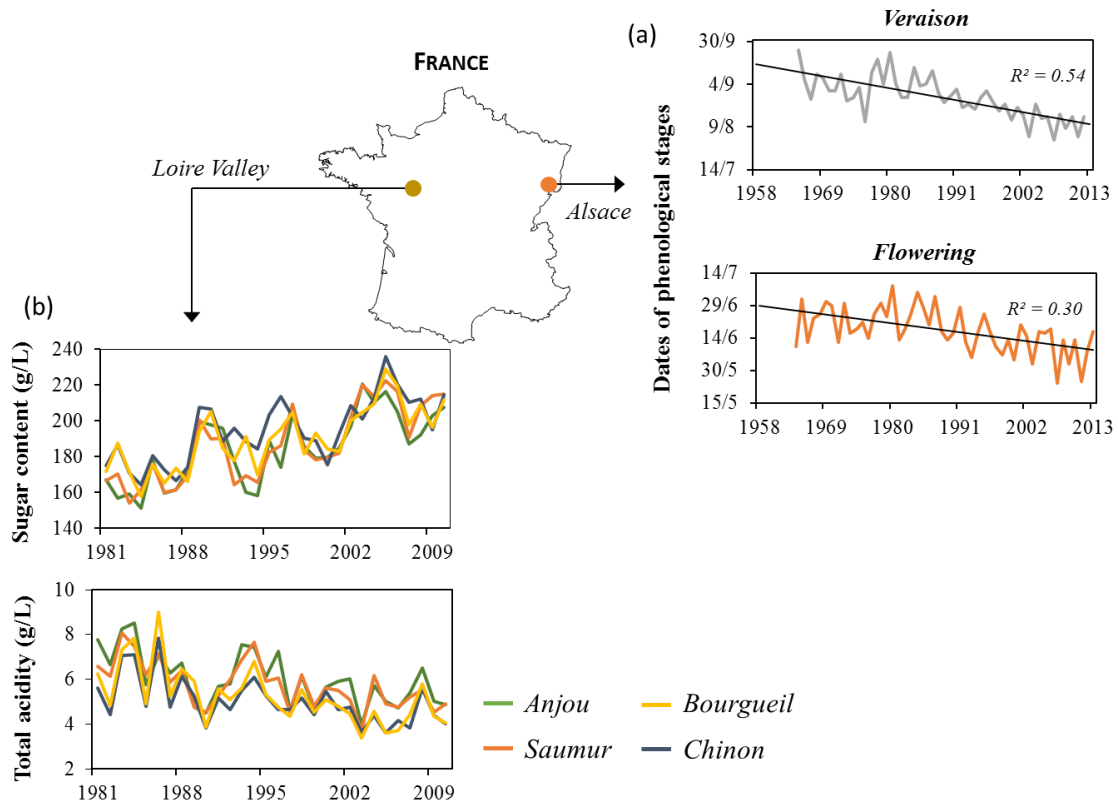 FRANCE
Loire Valley
Alsace
(a)
Dates of phenological stages
Veraison
30/9
4/9
9/8
14/7
R² = 0.54
1958 1969 1980 1991 2002 2013
Flowering
14/7
29/6
14/6
30/5
15/5
R² = 0.30
1958 1969 1980 1991 2002 2013
(b)
Sugar content (g/L)
240
220
200
180
160
140
1981 1988 1995 2002 2009
Total acidity (g/L)
10
8
6
4
2
1981 1988 1995 2002 2009
Anjou Bourgueil
Saumur Chinon